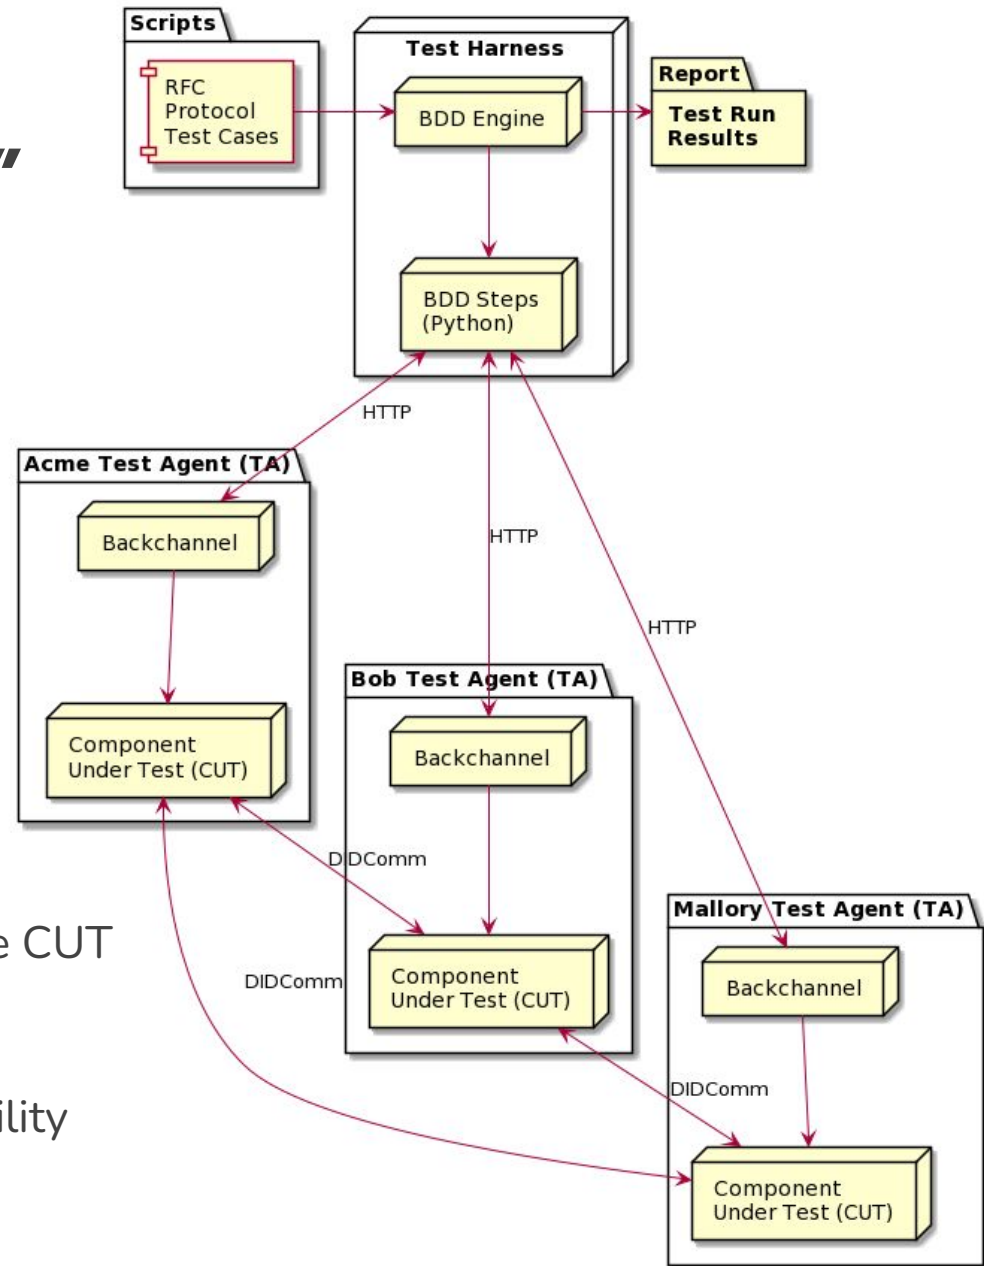 Scripts
Test Harness
RFC
Protocol
Test Cases
BDD Engine
Report
Test Run
Results
”
BDD Steps
(Python)
HTTP
Acme Test Agent (TA)
Backchannel
HTTP
HTTP
Bob Test Agent (TA)
Component
Under Test (CUT)
Backchannel
DIDComm
Mallory Test Agent (TA)
e CUT
DIDComm
Component
Under Test (CUT)
Backchannel
DIDComm
ility
Component
Under Test (CUT)